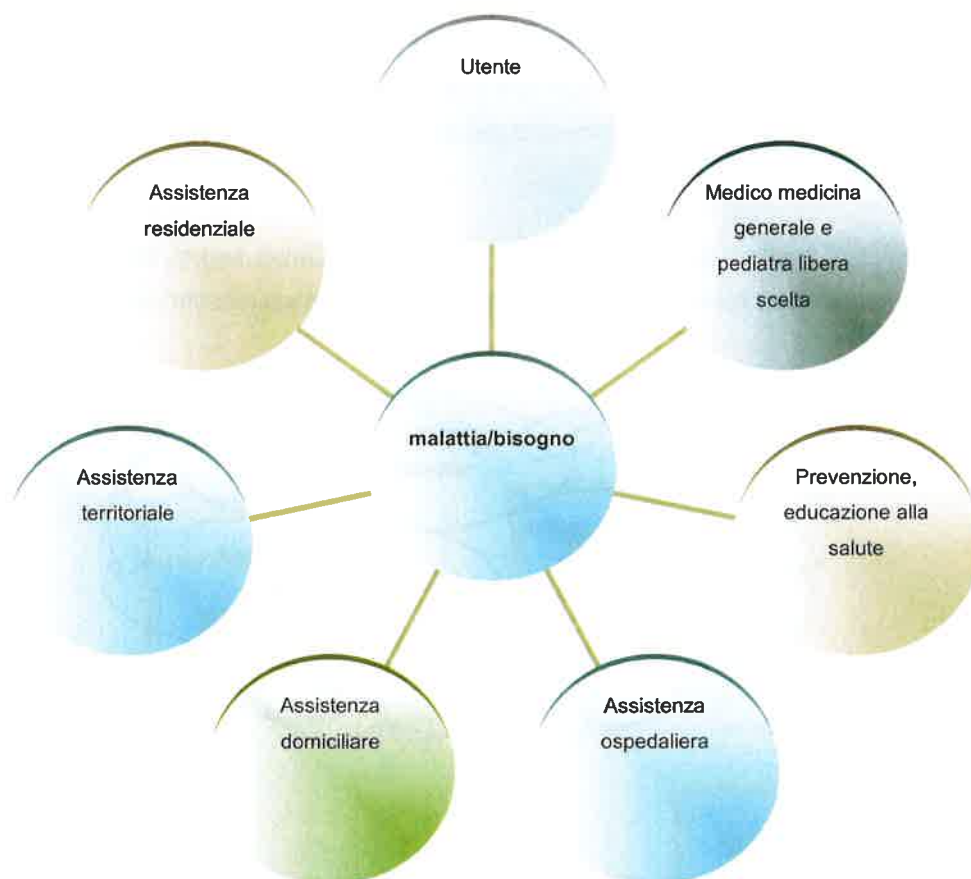 Utente
Medico medicina
generale e
pediatra libera
scelta
Prevenzione,
educazione alla
salute
Assistenza
ospedaliera
Assistenza
domiciliare
Assistenza
territoriale
Assistenza
residenziale
malattia/bisogno